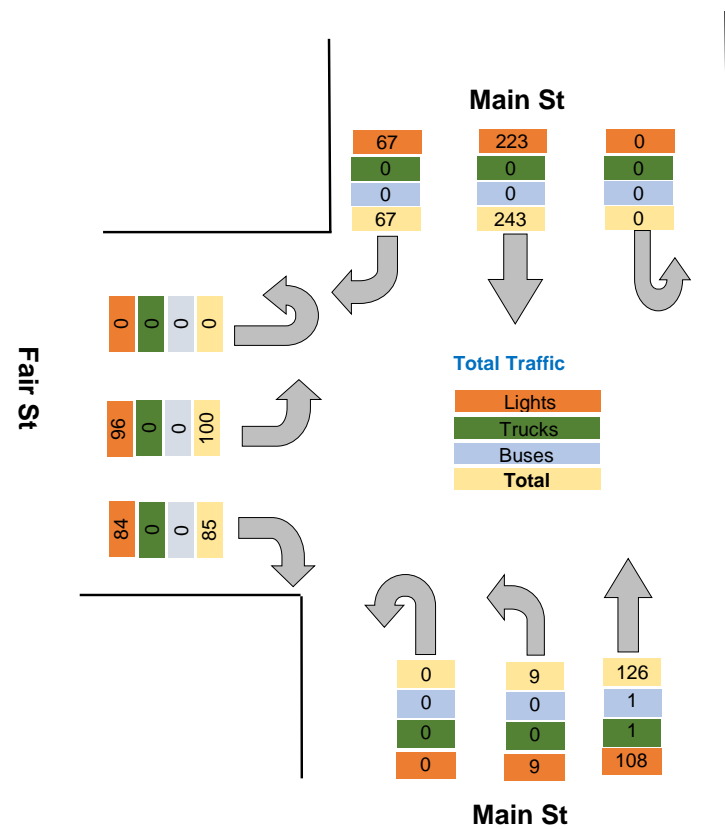 Main St
67 223 0
0 0 0
0 0 0
67 243 0
Fair St
0 0 0 0
96 0 0 100
84 0 0 85
Total Traffic
Lights
Trucks
Buses
Total
0 9 126
0 0 1
0 0 1
0 9 108
Main St